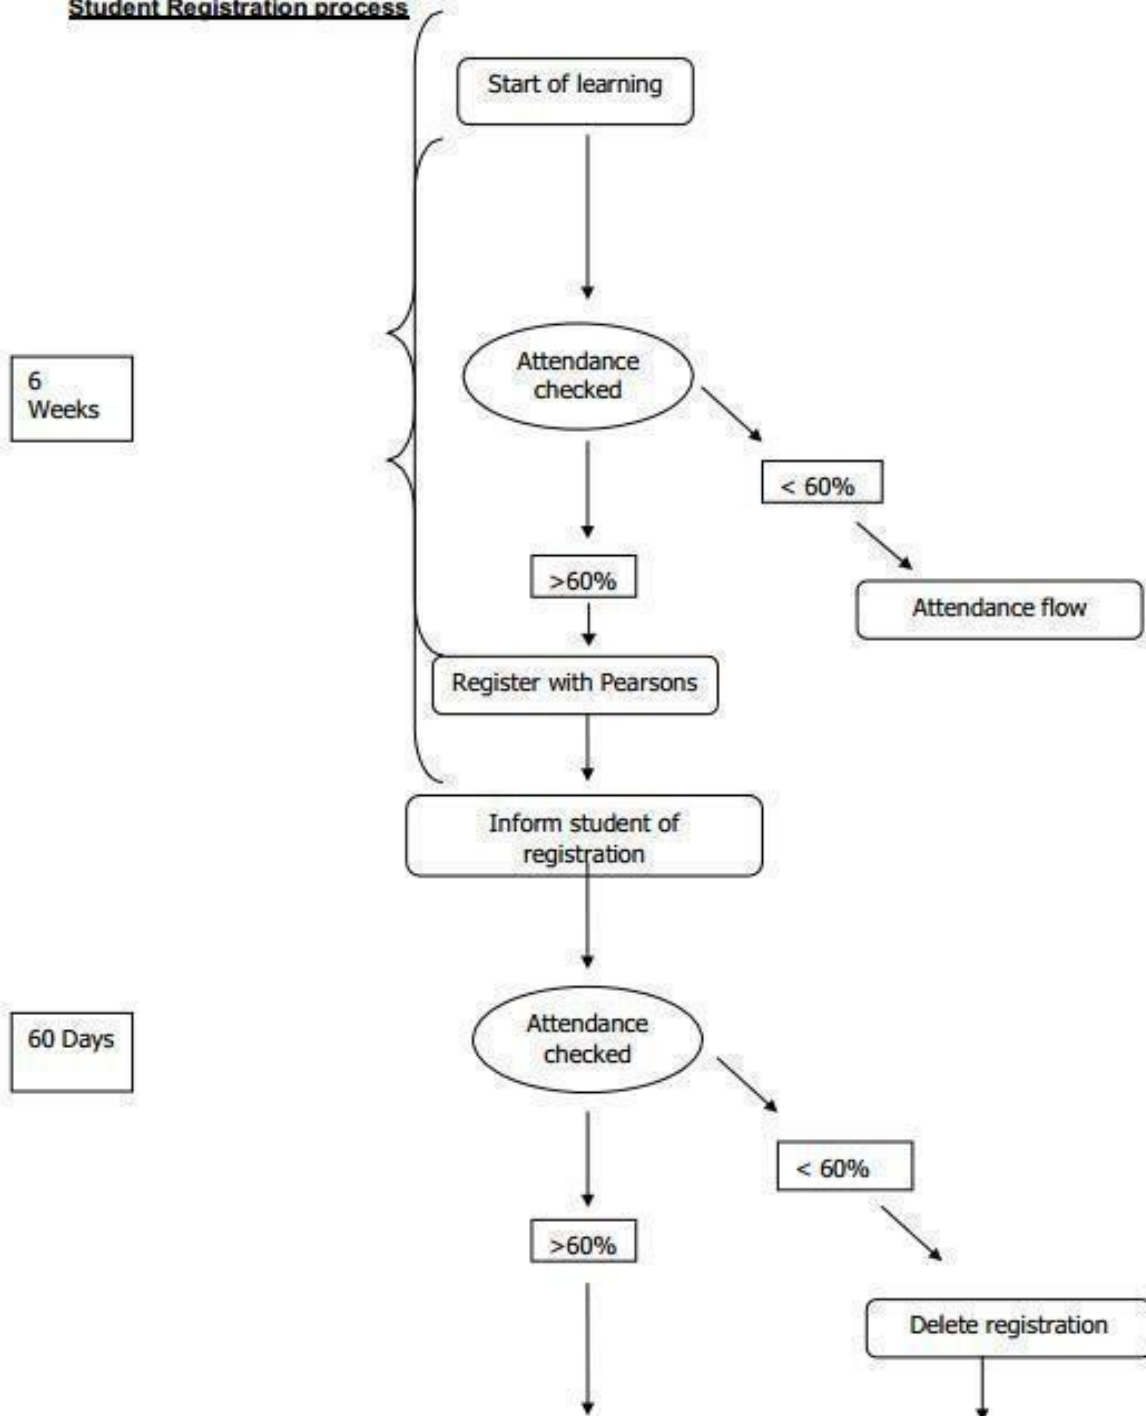 Student Registration process
Start of learning
6
Weeks
Attendance
checked
< 60%
>60%
Attendance flow
Register with Pearsons
Inform student of
registration
60 Days
Attendance
checked
< 60%
>60%
Delete registration